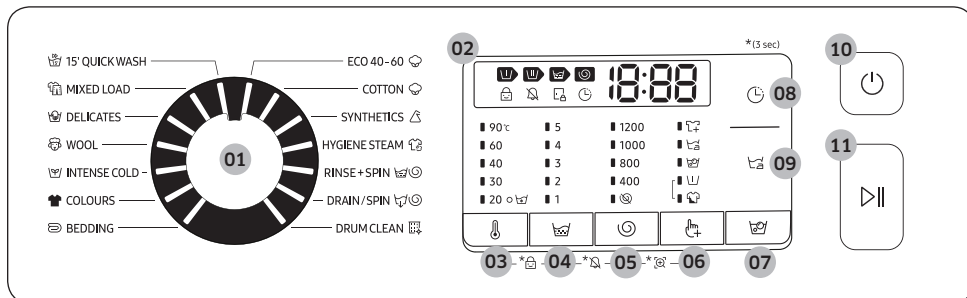 *(3 sec)
15' QUICK WASH
MIXED LOAD
DELICATES
WOOL
INTENSE COLD
COLOURS
BEDDING
01
ECO 40-60
COTTON
SYNTHETICS
HYGIENE STEAM
RINSE+SPIN
DRAIN/SPIN
DRUM CLEAN
02
18:88
90℃ 5 1200
60 4 1000
40 3 800
30 2 400
20 1
03 * 04 * 05 * 06 07
08
09
10
11